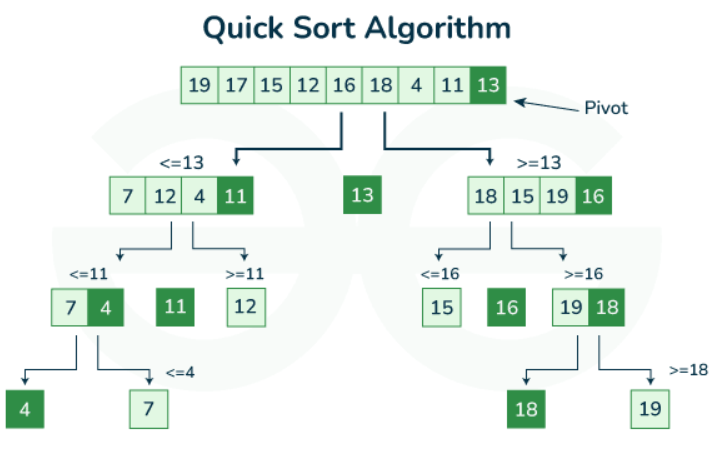 Quick Sort Algorithm
19 17 15 12 16 18 4 11 13
Pivot
<=13 >=13
7 12 4 11 13 18 15 19 16
<=11 >=11 <=16 >=16
7 4 11 12 15 16 19 18
<=4 >=18
4 7 18 19